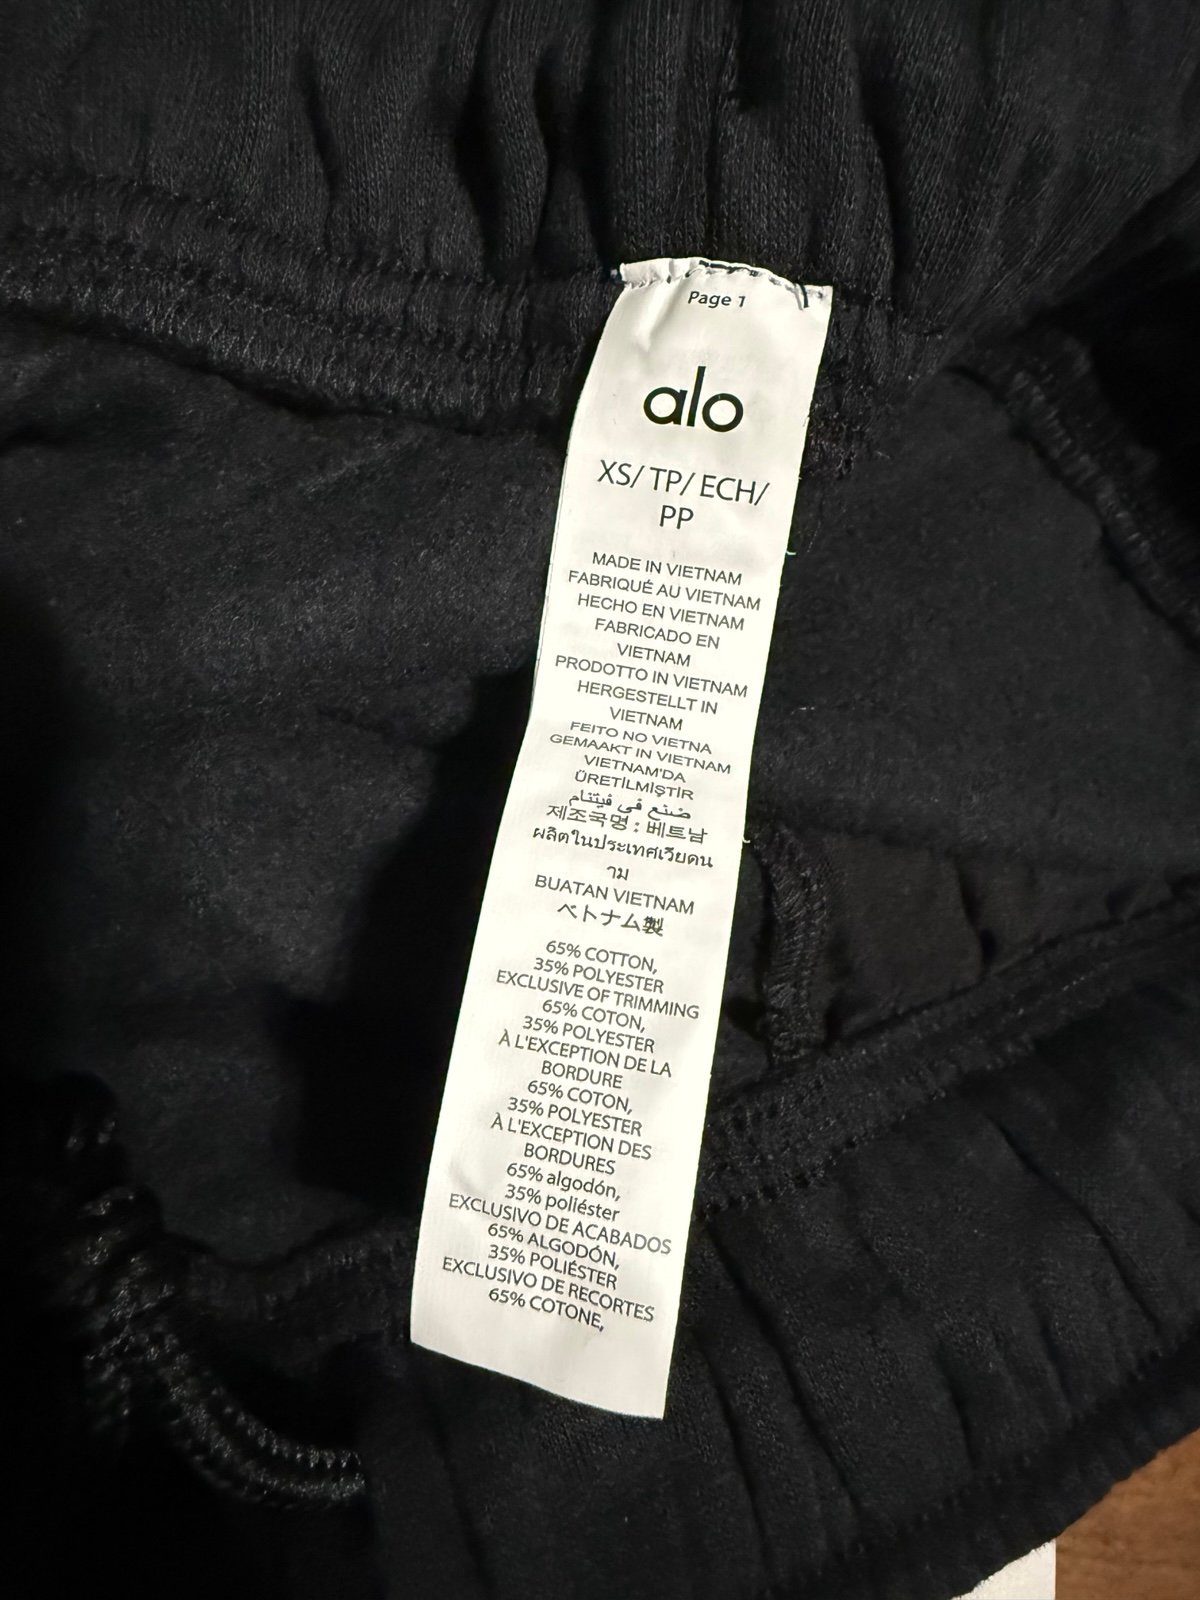 Page 1
alo
XS/ TP/ ECH/
PP
MADE IN VIETNAM
FABRIQUÉ AU VIETNAM
HECHO EN VIETNAM
FABRICADO EN
VIETNAM
PRODOTTO IN VIETNAM
HERGESTELLT IN
VIETNAM
FEITO NO VIETNA
GEMAAKT IN VIETNAM
VIETNAM'DA
ÜRETİLMİŞTİR
صنع في فيتنام
제조국명 : 베트남
ผลิตในประเทศเวียดน
าม
BUATAN VIETNAM
ベトナム製
65% COTTON,
35% POLYESTER
EXCLUSIVE OF TRIMMING
65% COTON,
35% POLYESTER
À L'EXCEPTION DE LA
BORDURE
65% COTON,
35% POLYESTER
À L'EXCEPTION DES
BORDURES
65% algodón,
35% poliéster
EXCLUSIVO DE ACABADOS
65% ALGODÓN,
35% POLIÉSTER
EXCLUSIVO DE RECORTES
65% COTONE,